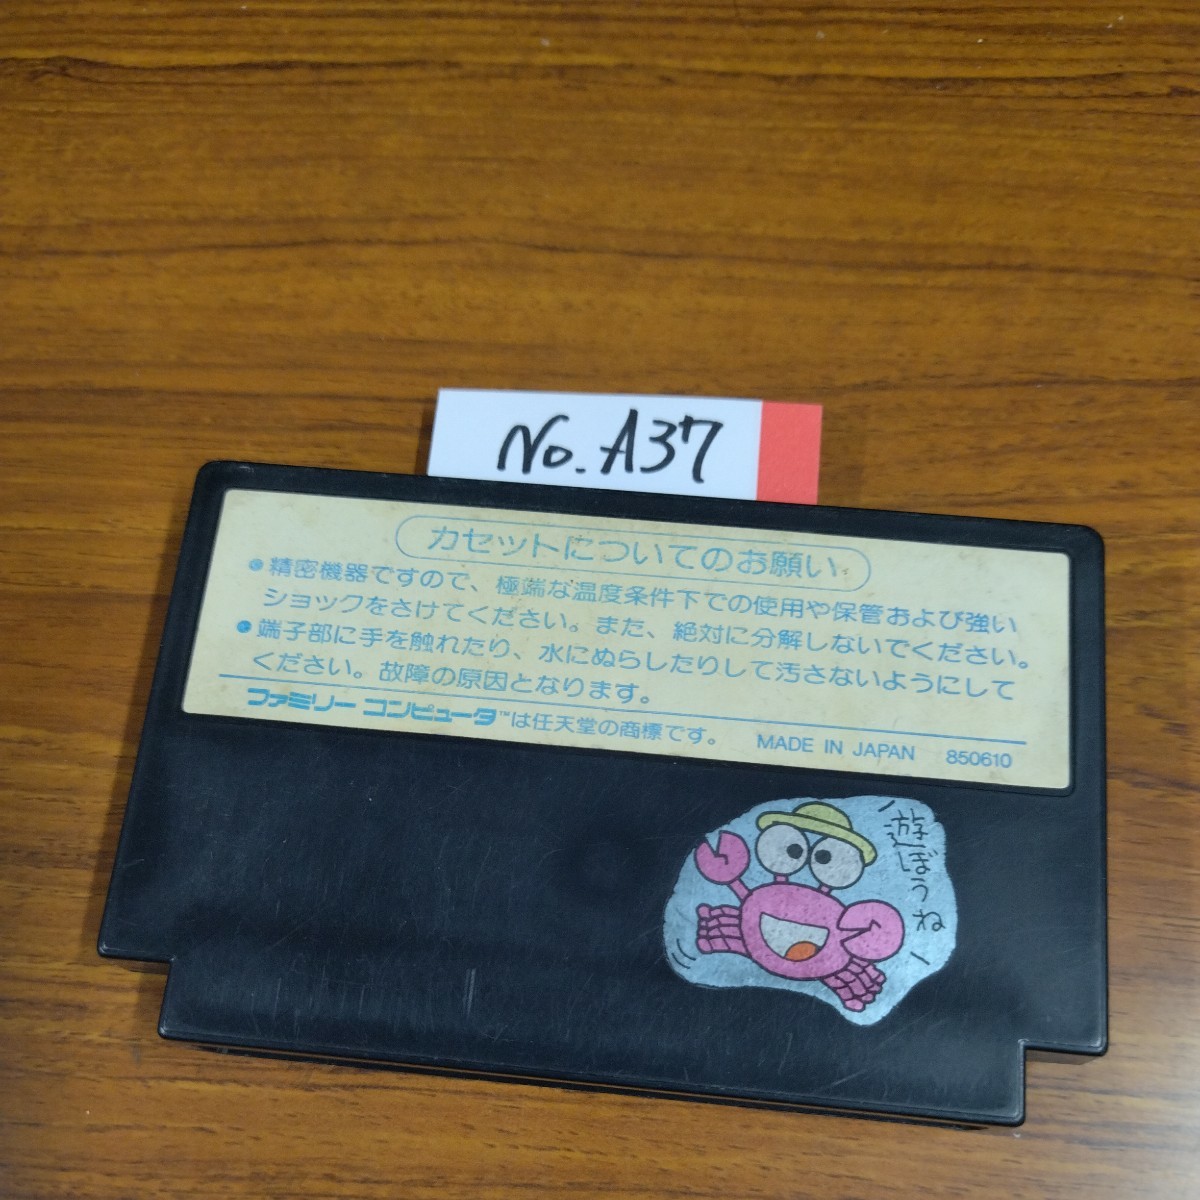 No. A37
カセットについてのお願い
●精密機器ですので、極端な温度条件下での使用や保管および強い
ショックをさけてください。また、絶対に分解しないでください。
●端子部に手を触れたり、水にぬらしたりして汚さないようにして
ください。故障の原因となります。
ファミリー コンピュータ™は任天堂の商標です。 MADE IN JAPAN 850610
遊ぼうね